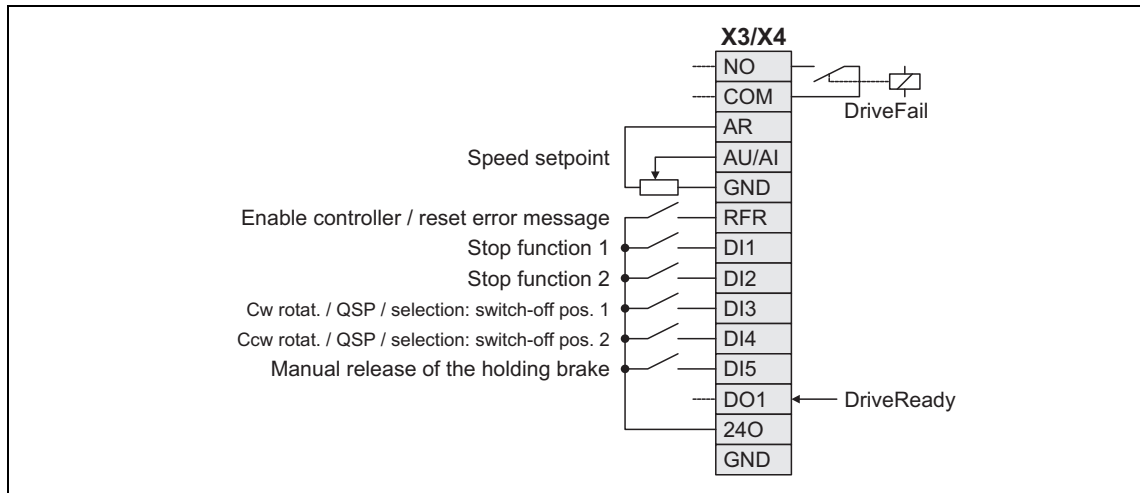 X3/X4
NO
COM
DriveFail
AR
Speed setpoint AU/AI
GND
Enable controller / reset error message RFR
Stop function 1 DI1
Stop function 2 DI2
Cw rotat. / QSP / selection: switch-off pos. 1 DI3
Ccw rotat. / QSP / selection: switch-off pos. 2 DI4
Manual release of the holding brake DI5
DO1 DriveReady
24O
GND